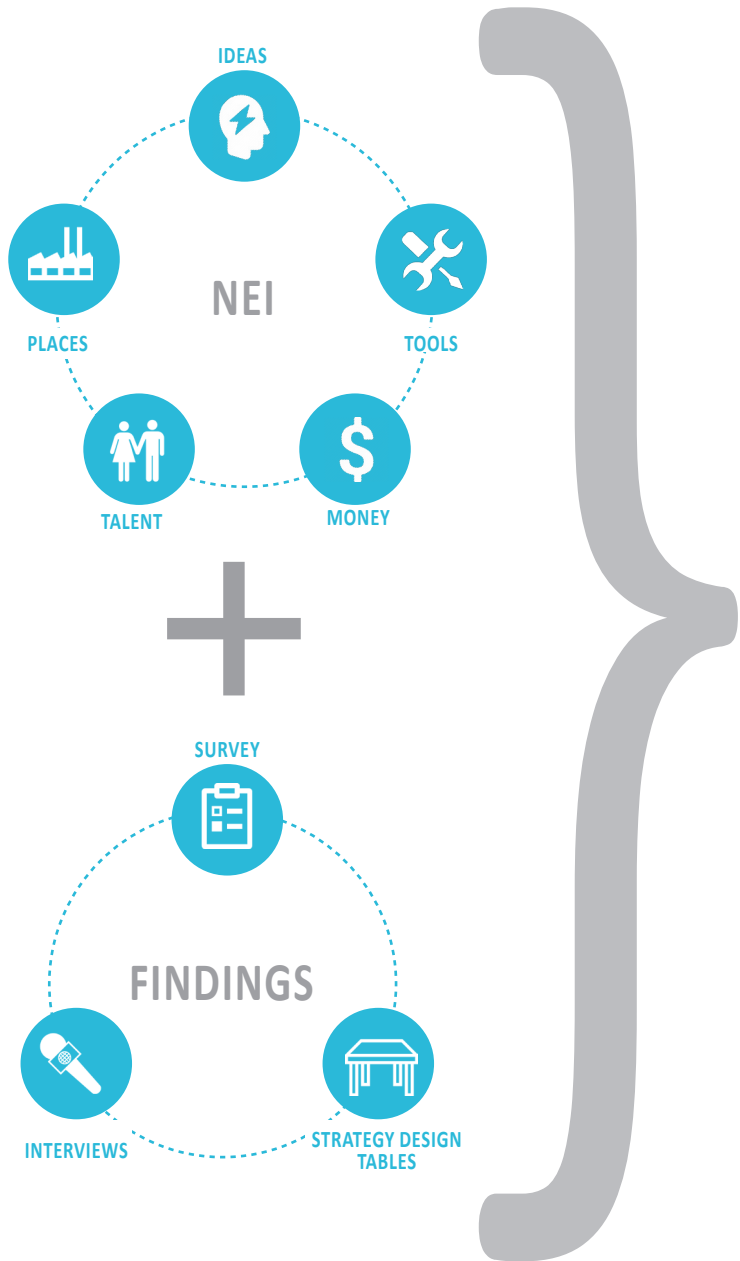 IDEAS
NEI
PLACES
TOOLS
TALENT
MONEY
$
+
SURVEY
FINDINGS
INTERVIEWS
STRATEGY DESIGN
TABLES
}